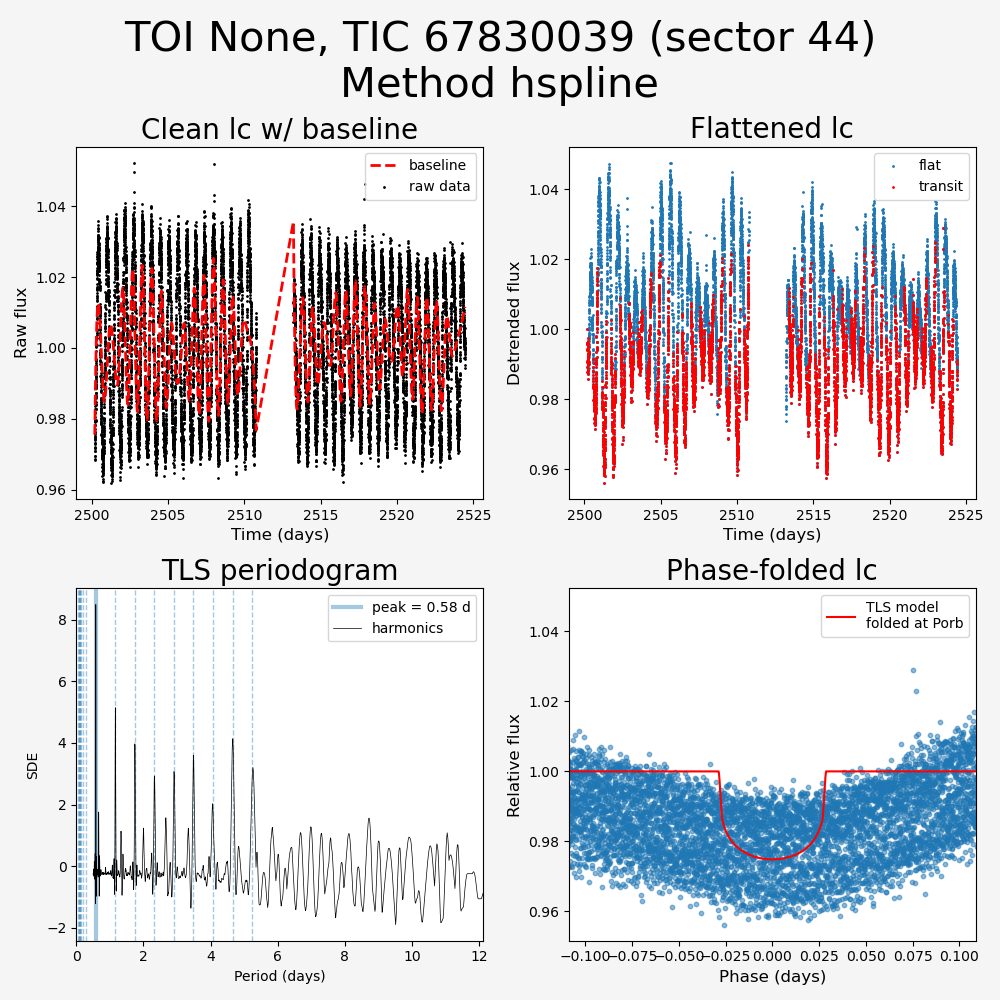 TOI None, TIC 67830039 (sector 44)
Method hspline
Clean lc w/ baseline
Raw flux
1.04
1.02
1.00
0.98
0.96
baseline
raw data
2500
2505
2510
2515
2520
2525
Time (days)
Flattened lc
Detrended flux
1.04
1.02
1.00
0.98
0.96
flat
transit
2500
2505
2510
2515
2520
2525
Time (days)
TLS periodogram
SDE
8
6
4
2
0
−2
peak = 0.58 d
harmonics
0
2
4
6
8
10
12
Period (days)
Phase-folded lc
Relative flux
1.04
1.02
1.00
0.98
0.96
TLS model
folded at Porb
−0.100
−0.075
−0.050
−0.025
0.000
0.025
0.050
0.075
0.100
Phase (days)